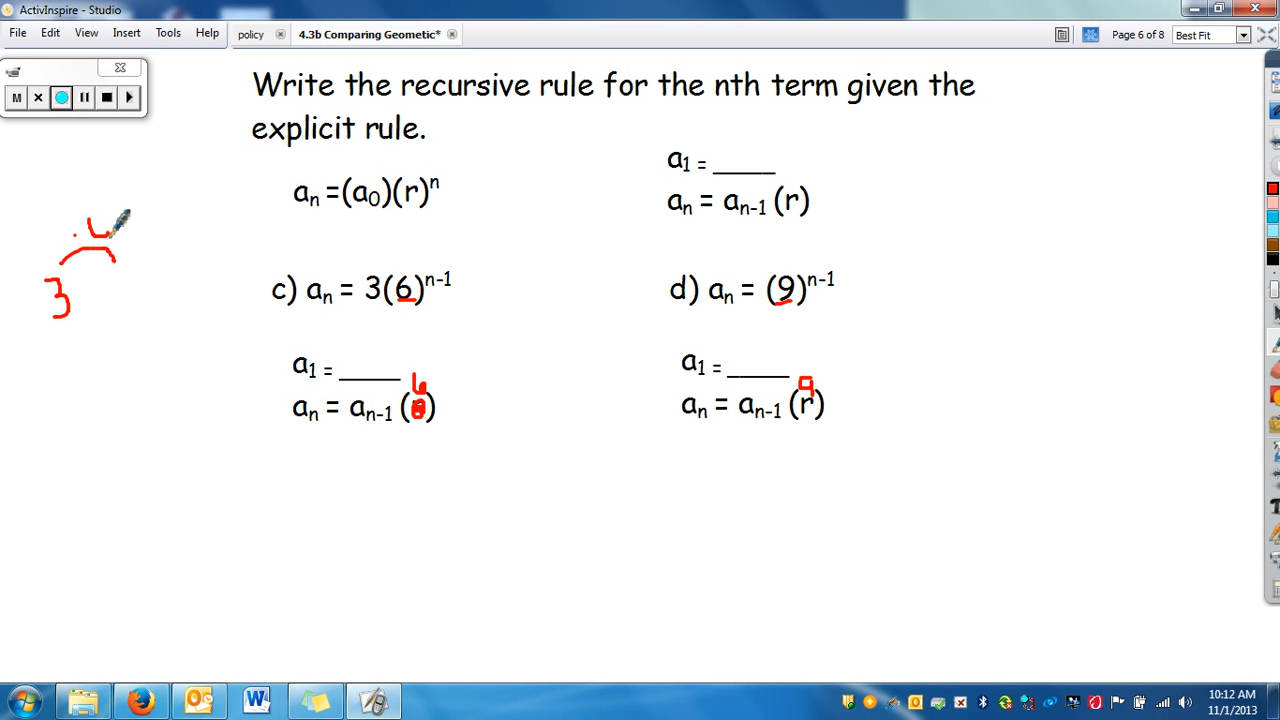 ActivInspire - Studio
File Edit View Insert Tools Help policy 4.3b Comparing Geometric* Page 6 of 8 Best Fit
M
Write the recursive rule for the nth term given the
explicit rule.
a₁ = _____
aₙ =(a₀)(r)ⁿ
aₙ = aₙ₋₁ (r)
3
c) aₙ = 3(6)ⁿ⁻¹
d) aₙ = (9)ⁿ⁻¹
a₁ = _____
6
aₙ = aₙ₋₁ ( )
a₁ = _____
9
aₙ = aₙ₋₁ (r)
10:12 AM
11/1/2013